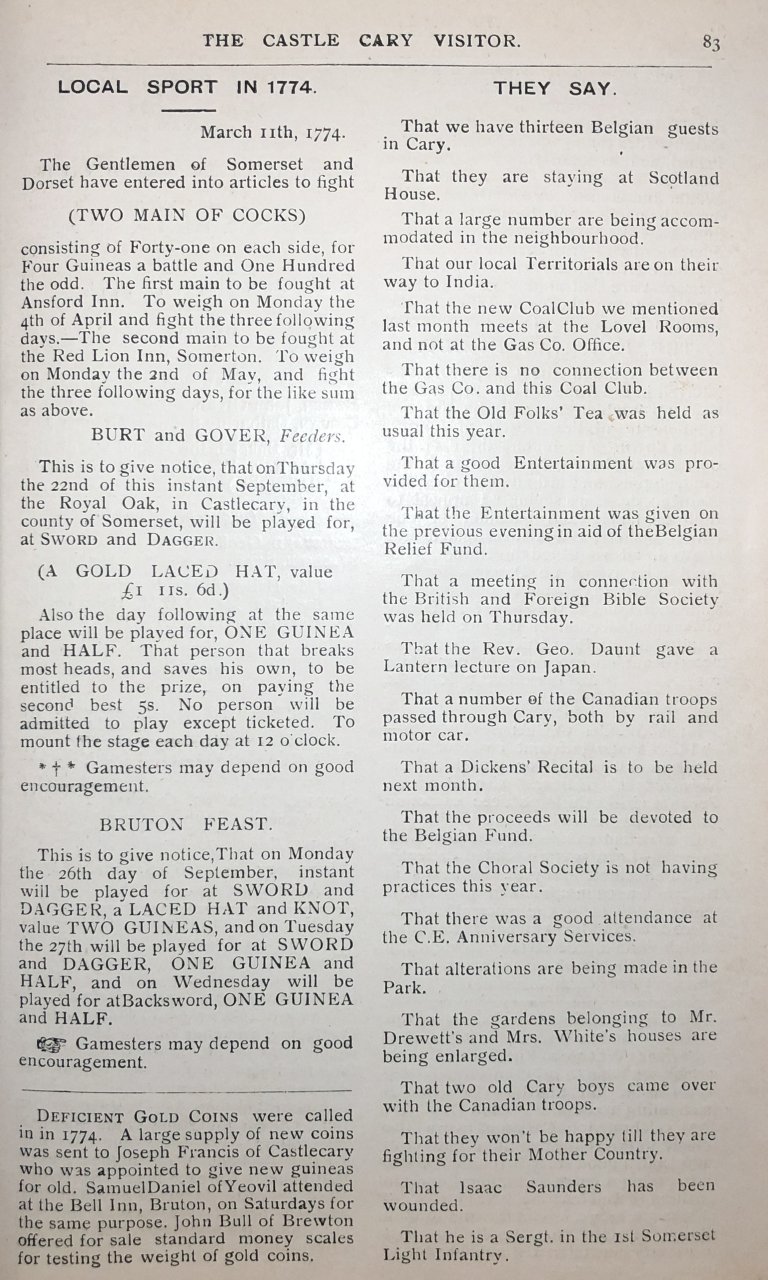 THE CASTLE CARY VISITOR. 83
LOCAL SPORT IN 1774.
March 11th, 1774.
The Gentlemen of Somerset and
Dorset have entered into articles to fight
(TWO MAIN OF COCKS)
consisting of Forty-one on each side, for
Four Guineas a battle and One Hundred
the odd. The first main to be fought at
Ansford Inn. To weigh on Monday the
4th of April and fight the three following
days.—The second main to be fought at
the Red Lion Inn, Somerton. To weigh
on Monday the 2nd of May, and fight
the three following days, for the like sum
as above.
BURT and GOVER, Feeders.
This is to give notice, that onThursday
the 22nd of this instant September, at
the Royal Oak, in Castlecary, in the
county of Somerset, will be played for,
at SWORD and DAGGER.
(A GOLD LACED HAT, value
£1 11s. 6d.)
Also the day following at the same
place will be played for, ONE GUINEA
and HALF. That person that breaks
most heads, and saves his own, to be
entitled to the prize, on paying the
second best 5s. No person will be
admitted to play except ticketed. To
mount the stage each day at 12 o'clock.
* † * Gamesters may depend on good
encouragement.
BRUTON FEAST.
This is to give notice,That on Monday
the 26th day of September, instant
will be played for at SWORD and
DAGGER, a LACED HAT and KNOT,
value TWO GUINEAS, and on Tuesday
the 27th will be played for at SWORD
and DAGGER, ONE GUINEA and
HALF, and on Wednesday will be
played for atBacksword, ONE GUINEA
and HALF.
☞ Gamesters may depend on good
encouragement.
DEFICIENT GOLD COINS were called
in in 1774. A large supply of new coins
was sent to Joseph Francis of Castlecary
who was appointed to give new guineas
for old. SamuelDaniel ofYeovil attended
at the Bell Inn, Bruton, on Saturdays for
the same purpose. John Bull of Brewton
offered for sale standard money scales
for testing the weight of gold coins.
THEY SAY.
That we have thirteen Belgian guests
in Cary.
That they are staying at Scotland
House.
That a large number are being accom-
modated in the neighbourhood.
That our local Territorials are on their
way to India.
That the new CoalClub we mentioned
last month meets at the Lovel Rooms,
and not at the Gas Co. Office.
That there is no connection between
the Gas Co. and this Coal Club.
That the Old Folks' Tea was held as
usual this year.
That a good Entertainment was pro-
vided for them.
That the Entertainment was given on
the previous evening in aid of theBelgian
Relief Fund.
That a meeting in connection with
the British and Foreign Bible Society
was held on Thursday.
That the Rev. Geo. Daunt gave a
Lantern lecture on Japan.
That a number of the Canadian troops
passed through Cary, both by rail and
motor car.
That a Dickens' Recital is to be held
next month.
That the proceeds will be devoted to
the Belgian Fund.
That the Choral Society is not having
practices this year.
That there was a good attendance at
the C.E. Anniversary Services.
That alterations are being made in the
Park.
That the gardens belonging to Mr.
Drewett's and Mrs. White's houses are
being enlarged.
That two old Cary boys came over
with the Canadian troops.
That they won't be happy till they are
fighting for their Mother Country.
That Isaac Saunders has been
wounded.
That he is a Sergt. in the 1st Somerset
Light Infantry.